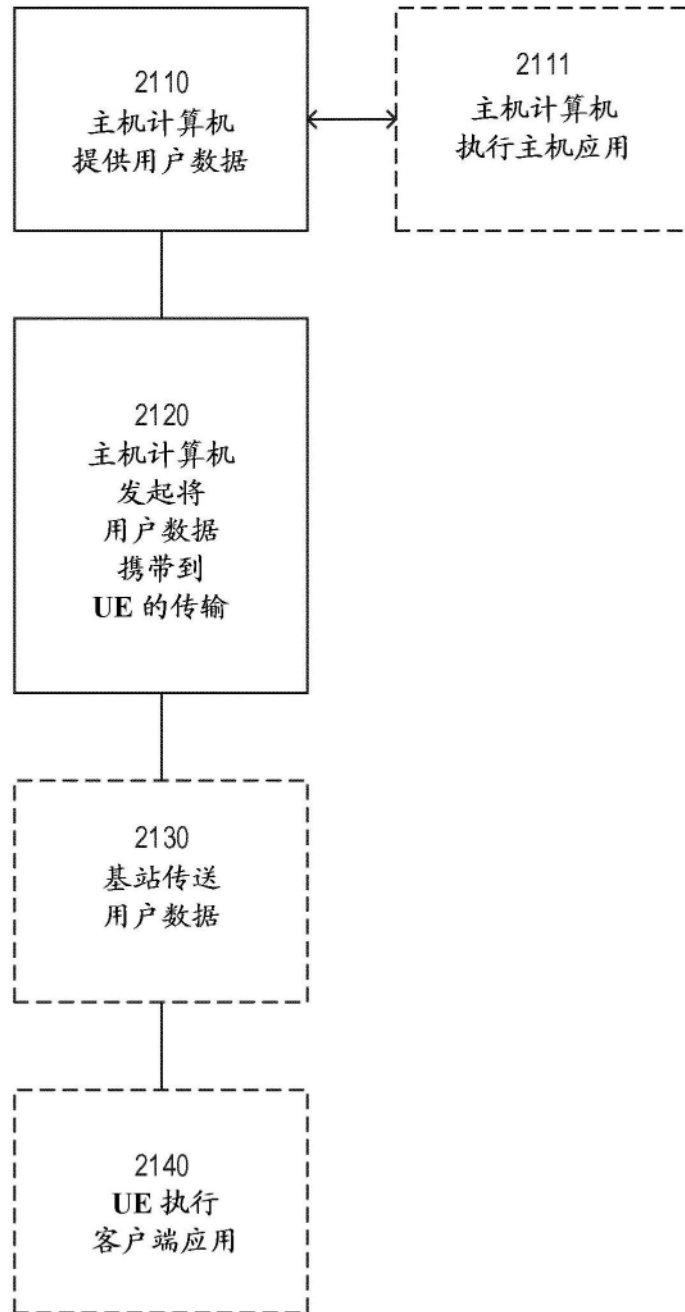 2110
主机计算机
提供用户数据
2111
主机计算机
执行主机应用
2120
主机计算机
发起将
用户数据
携带到
UE 的传输
2130
基站传送
用户数据
2140
UE 执行
客户端应用